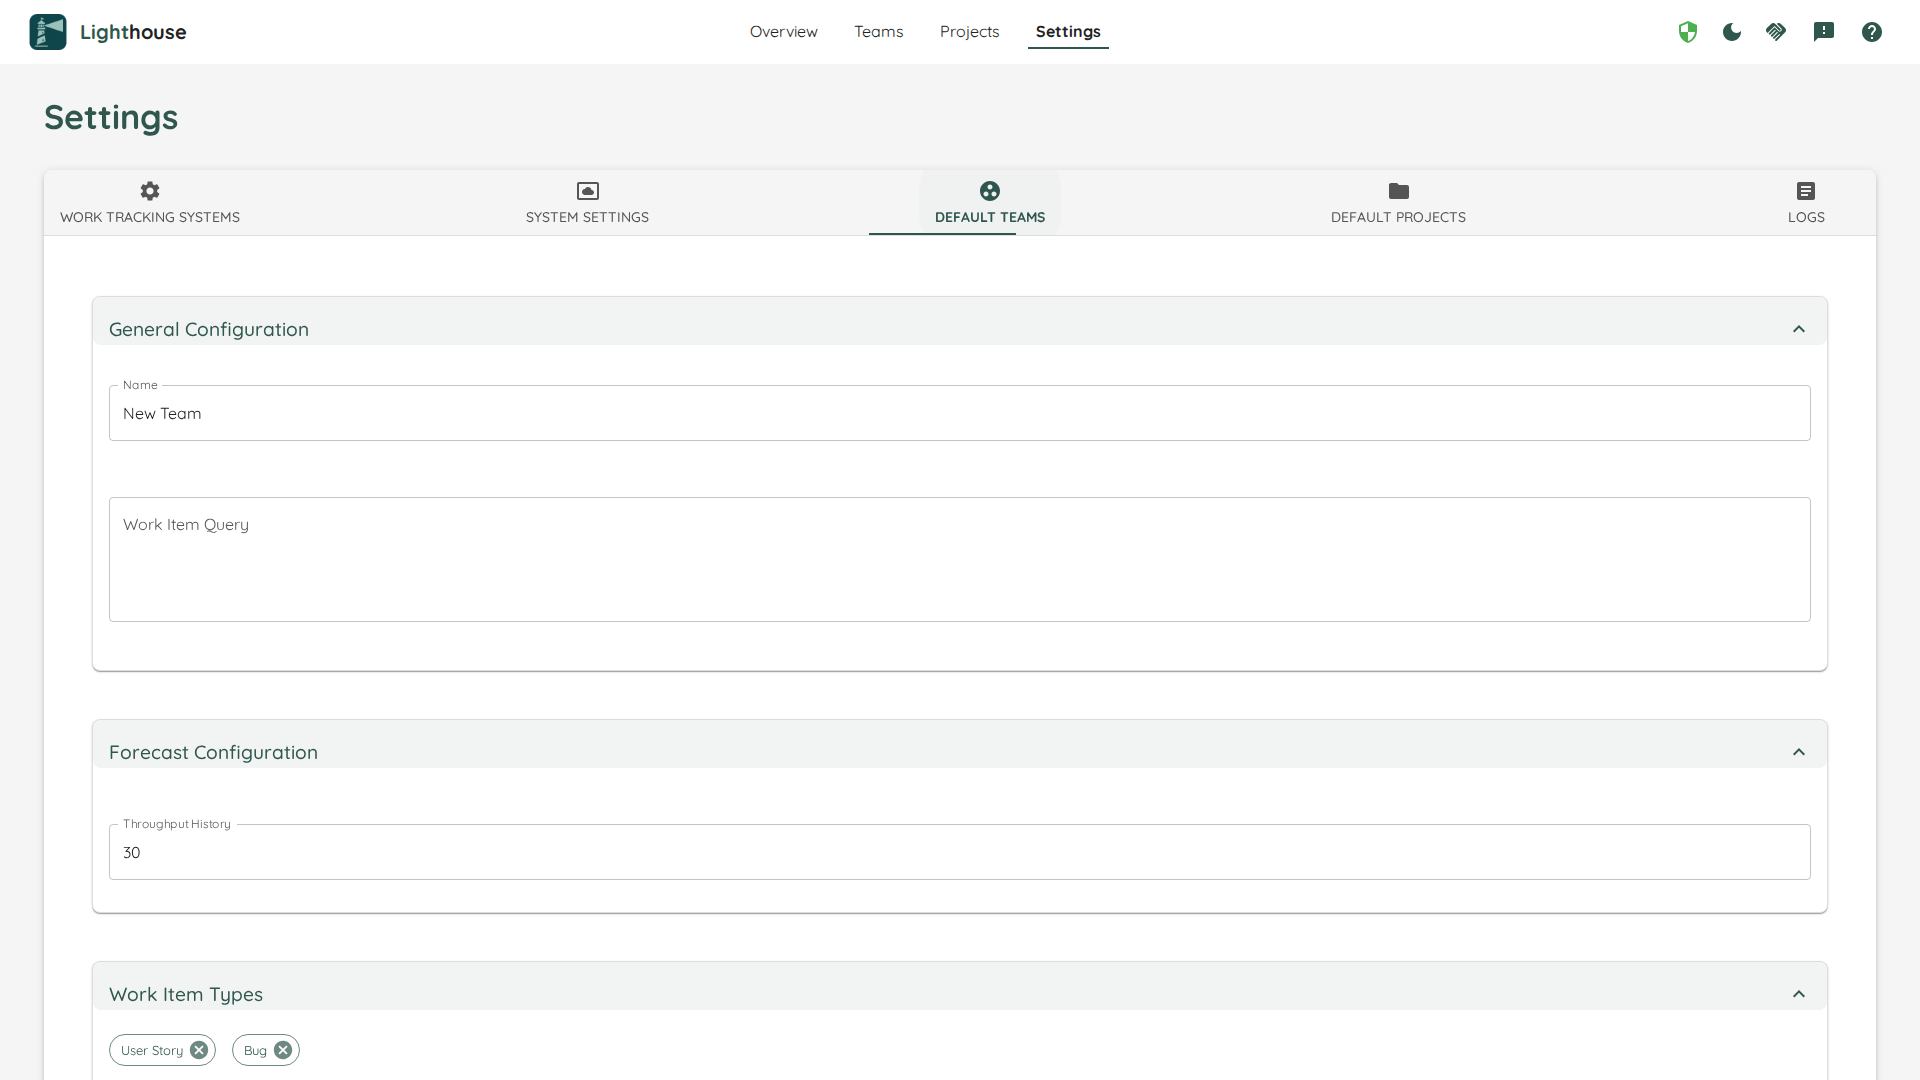 Lighthouse
Overview Teams Projects Settings
Settings
WORK TRACKING SYSTEMS SYSTEM SETTINGS DEFAULT TEAMS DEFAULT PROJECTS LOGS
General Configuration
Name
New Team
Work Item Query
Forecast Configuration
Throughput History
30
Work Item Types
User Story Bug